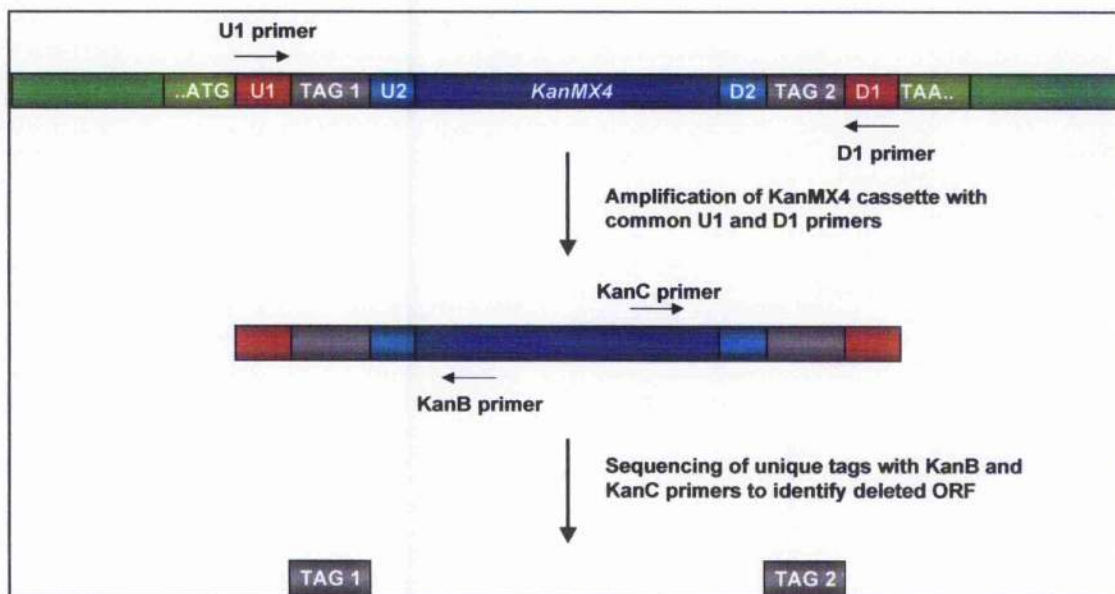 U1 primer
..ATG U1 TAG 1 U2 KanMX4 D2 TAG 2 D1 TAA..
D1 primer
Amplification of KanMX4 cassette with
common U1 and D1 primers
KanC primer
KanB primer
Sequencing of unique tags with KanB and
KanC primers to identify deleted ORF
TAG 1 TAG 2